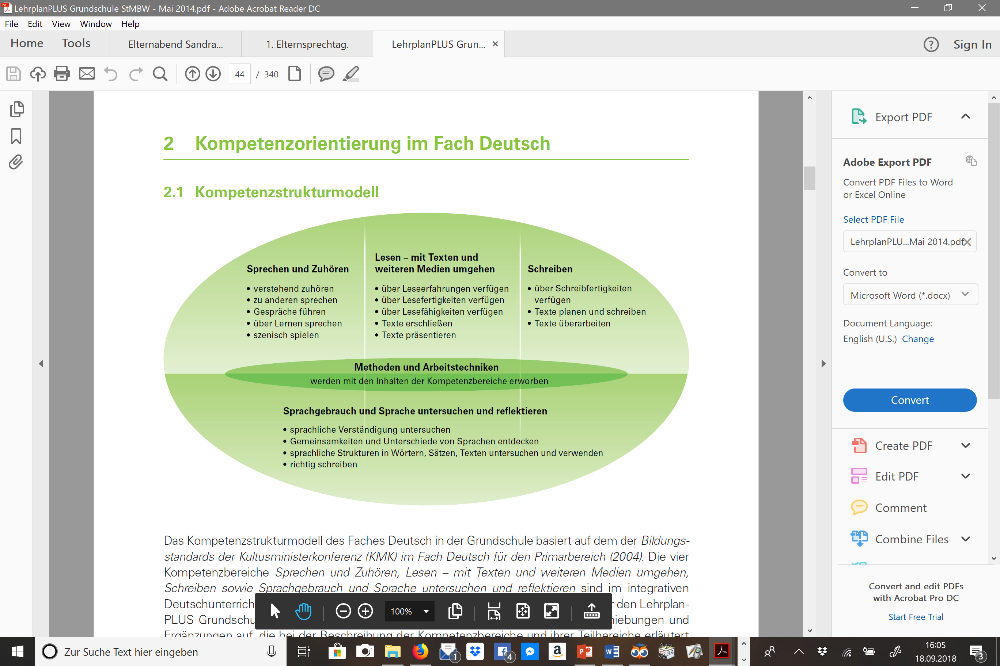 LehrplanPLUS Grundschule StMBW - Mai 2014.pdf - Adobe Acrobat Reader DC
File Edit View Window Help
Home Tools Elternabend Sandra... 1. Elternsprechtag. LehrplanPLUS Grun... Sign In
44 / 340
2 Kompetenzorientierung im Fach Deutsch
2.1 Kompetenzstrukturmodell
Sprechen und Zuhören
• verstehend zuhören
• zu anderen sprechen
• Gespräche führen
• über Lernen sprechen
• szenisch spielen
Lesen – mit Texten und
weiteren Medien umgehen
• über Leseerfahrungen verfügen
• über Lesefertigkeiten verfügen
• über Lesefähigkeiten verfügen
• Texte erschließen
• Texte präsentieren
Schreiben
• über Schreibfertigkeiten
verfügen
• Texte planen und schreiben
• Texte überarbeiten
Methoden und Arbeitstechniken
werden mit den Inhalten der Kompetenzbereiche erworben
Sprachgebrauch und Sprache untersuchen und reflektieren
• sprachliche Verständigung untersuchen
• Gemeinsamkeiten und Unterschiede von Sprachen entdecken
• sprachliche Strukturen in Wörtern, Sätzen, Texten untersuchen und verwenden
• richtig schreiben
Das Kompetenzstrukturmodell des Faches Deutsch in der Grundschule basiert auf dem der Bildungs-
standards der Kultusministerkonferenz (KMK) im Fach Deutsch für den Primarbereich (2004). Die vier
Kompetenzbereiche Sprechen und Zuhören, Lesen – mit Texten und weiteren Medien umgehen,
Schreiben sowie Sprachgebrauch und Sprache untersuchen und reflektieren sind im integrativen
Deutschunterrich den Lehrplan-
PLUS Grundschu hiebungen und
Ergänzungen auf, die bei der Beschreibung der Kompetenzbereiche und ihrer Teilbereiche erläutert
100%
Export PDF
Adobe Export PDF
Convert PDF Files to Word
or Excel Online
Select PDF File
LehrplanPLU...Mai 2014.pdf
Convert to
Microsoft Word (*.docx)
Document Language:
English (U.S.) Change
Convert
Create PDF
Edit PDF
Comment
Combine Files
Convert and edit PDFs
with Acrobat Pro DC
Start Free Trial
Zur Suche Text hier eingeben
1
4
16:05
18.09.2018
3